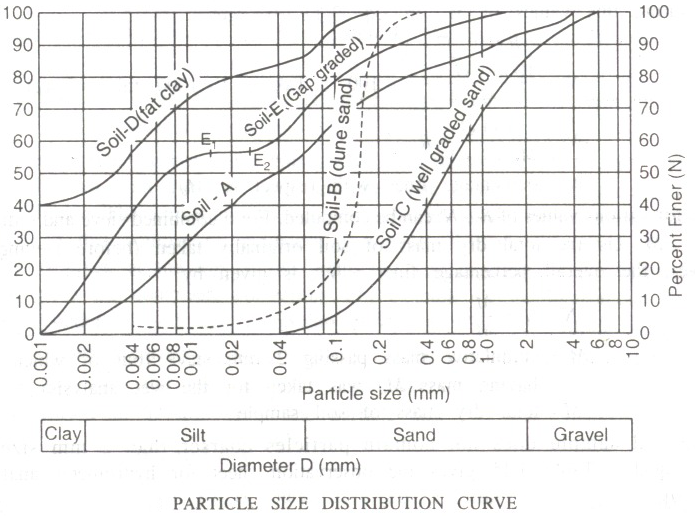 100 100
90 90
80 80
70 70
60 60
50 50
40 40
30 30
20 20
10 10
0 0
Soil-D(fat clay)
Soil-E (Gap graded)
E1
E2
Soil - A
Soil-B (dune sand)
Soil-C (well graded sand)
Percent Finer (N)
0.001 0.002 0.004 0.006 0.008 0.01 0.02 0.04 0.1 0.2 0.4 0.6 0.8 1.0 2 4 6 8 10
Particle size (mm)
Clay Silt Sand Gravel
Diameter D (mm)
PARTICLE SIZE DISTRIBUTION CURVE